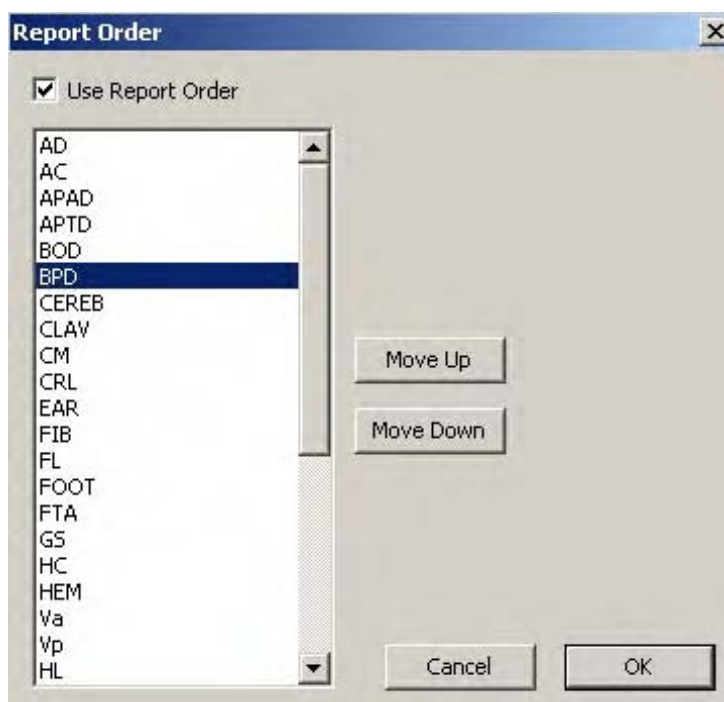 Report Order
Use Report Order
AD
AC
APAD
APTD
BOD
BPD
CEREB
CLAV
CM
CRL
EAR
FIB
FL
FOOT
FTA
GS
HC
HEM
Va
Vp
HL
Move Up
Move Down
Cancel
OK